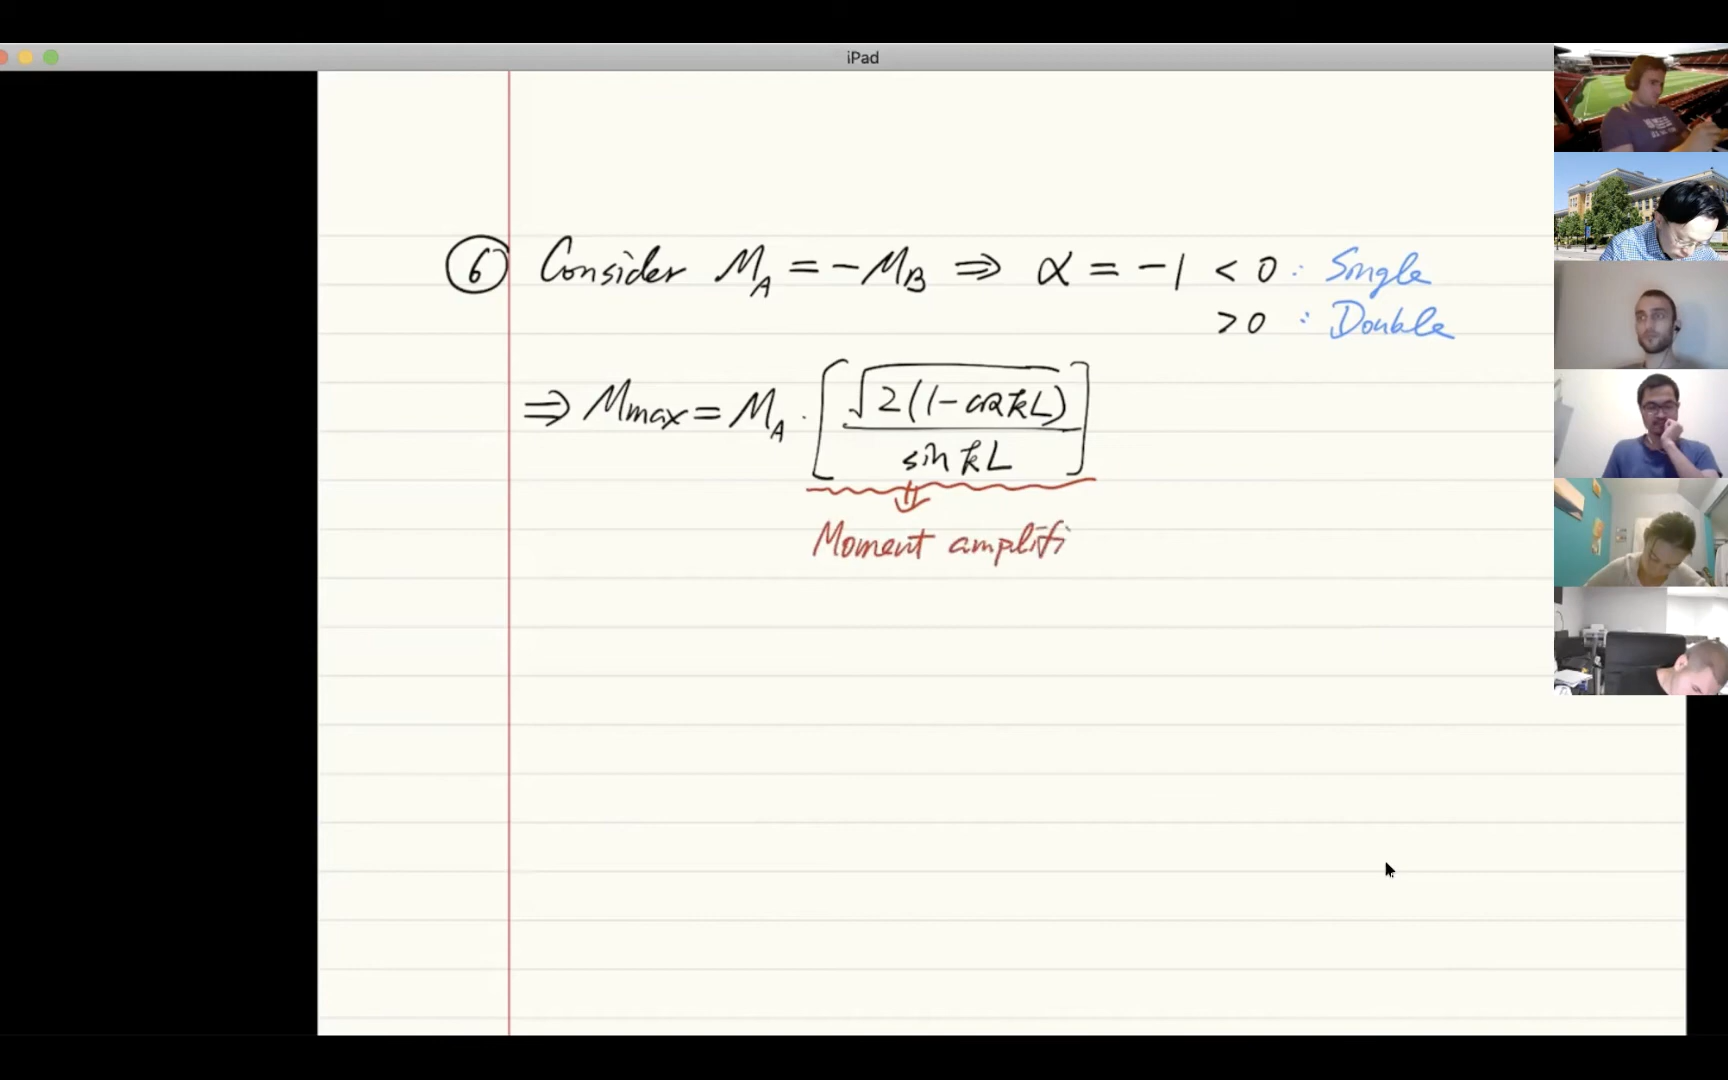 iPad
⑥ Consider M_A = -M_B ⇒ α = -1 < 0 : Single
> 0 : Double
⇒ Mmax = M_A · [ √2(1-cos kL) / sin kL ]
⇓
Moment amplifi